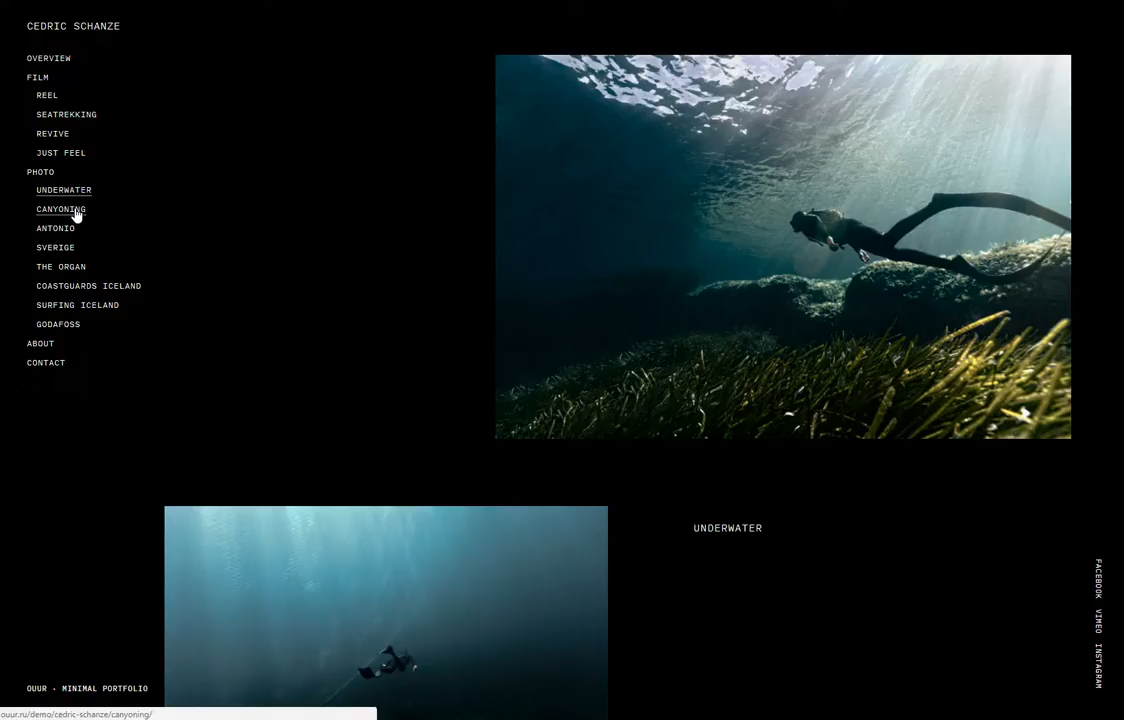 CEDRIC SCHANZE
OVERVIEW
FILM
REEL
SEATREKKING
REVIVE
JUST FEEL
PHOTO
UNDERWATER
CANYONING
ANTONIO
SVERIGE
THE ORGAN
COASTGUARDS ICELAND
SURFING ICELAND
GODAFOSS
ABOUT
CONTACT
UNDERWATER
FACEBOOK VIMEO INSTAGRAM
OUUR · MINIMAL PORTFOLIO
ouur.ru/demo/cedric-schanze/canyoning/